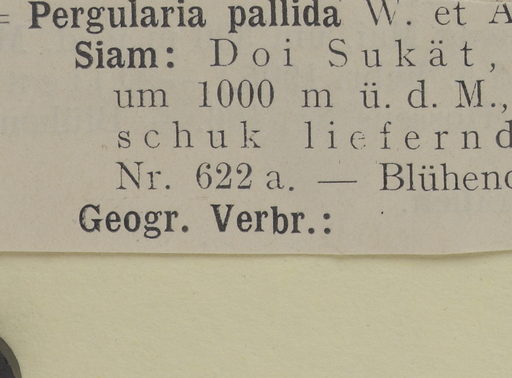 = Pergularia pallida W. et A
Siam: Doi Sukät,
um 1000 m ü. d. M.,
schuk liefernd
Nr. 622 a. — Blühend
Geogr. Verbr.: